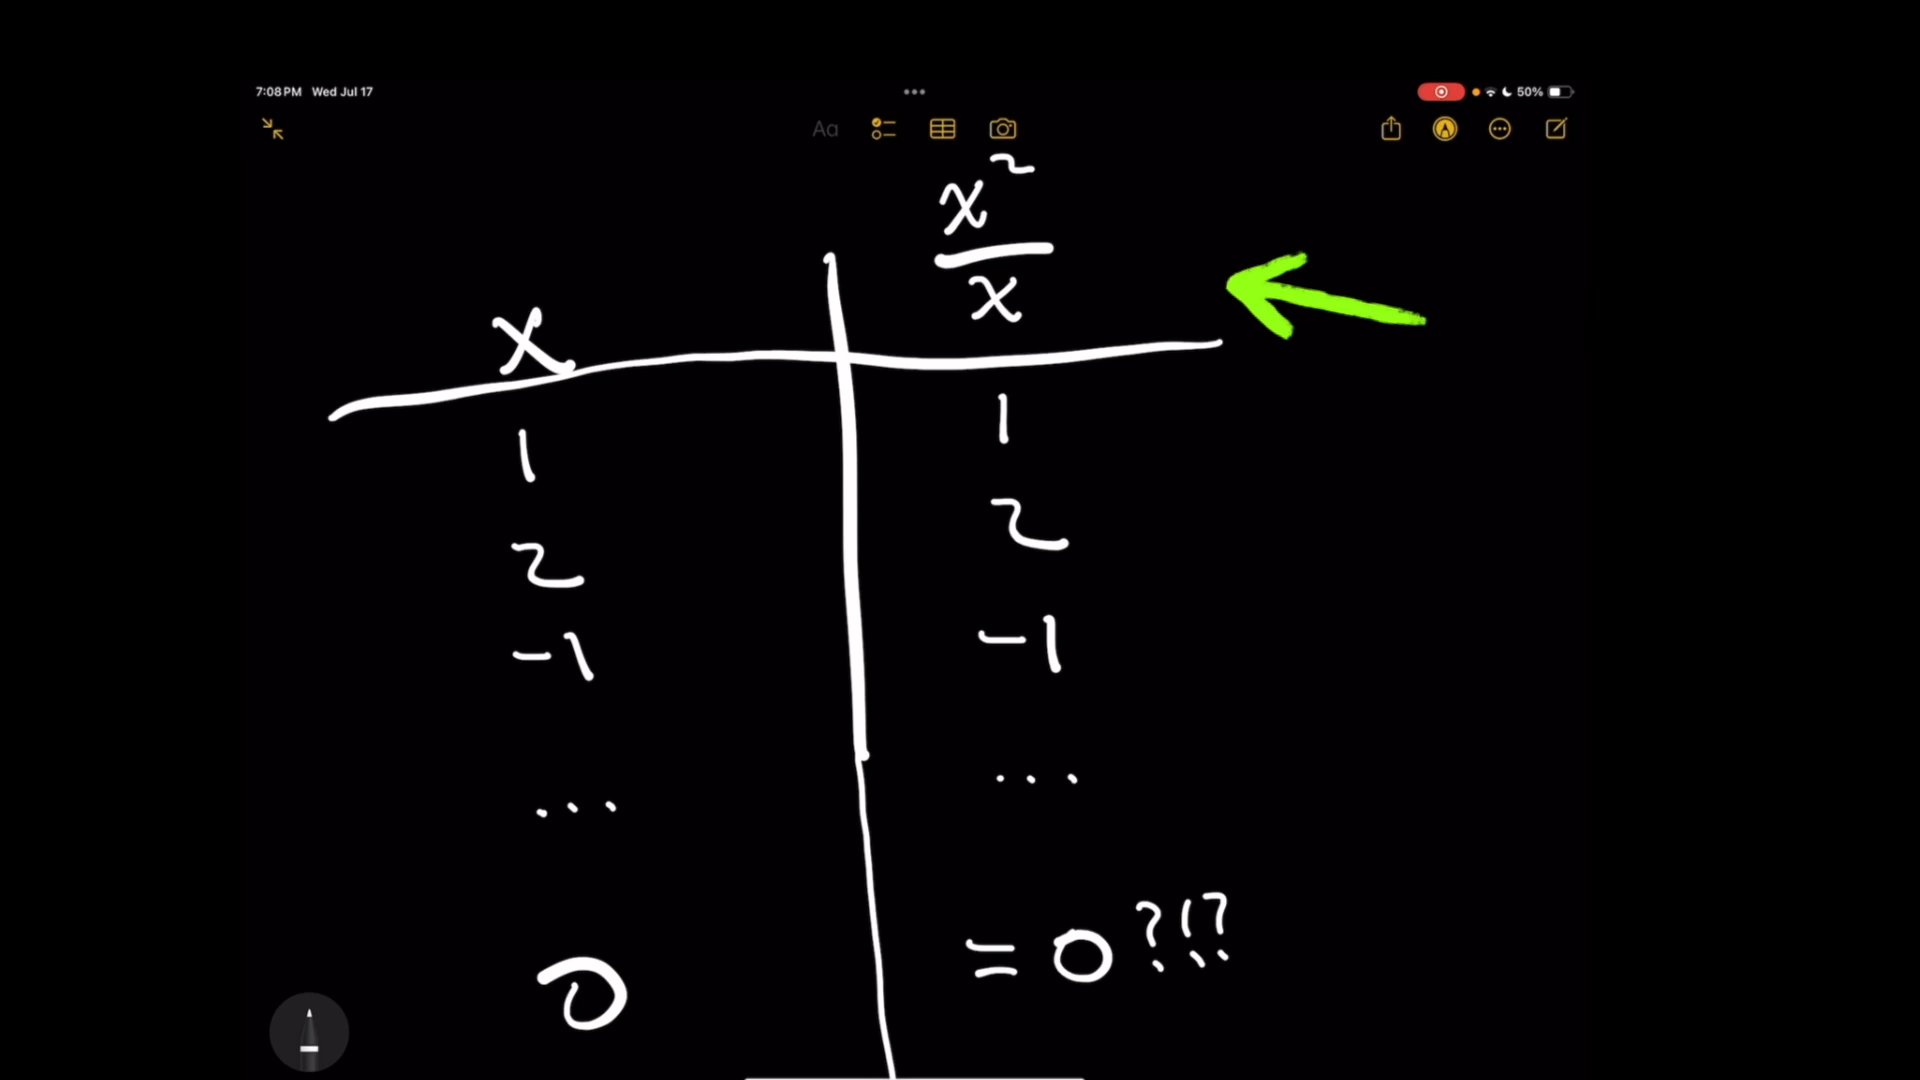 7:08 PM Wed Jul 17
50%
Aa
x²
x
x
1 1
2 2
-1 -1
... ...
0 = 0 ?!?